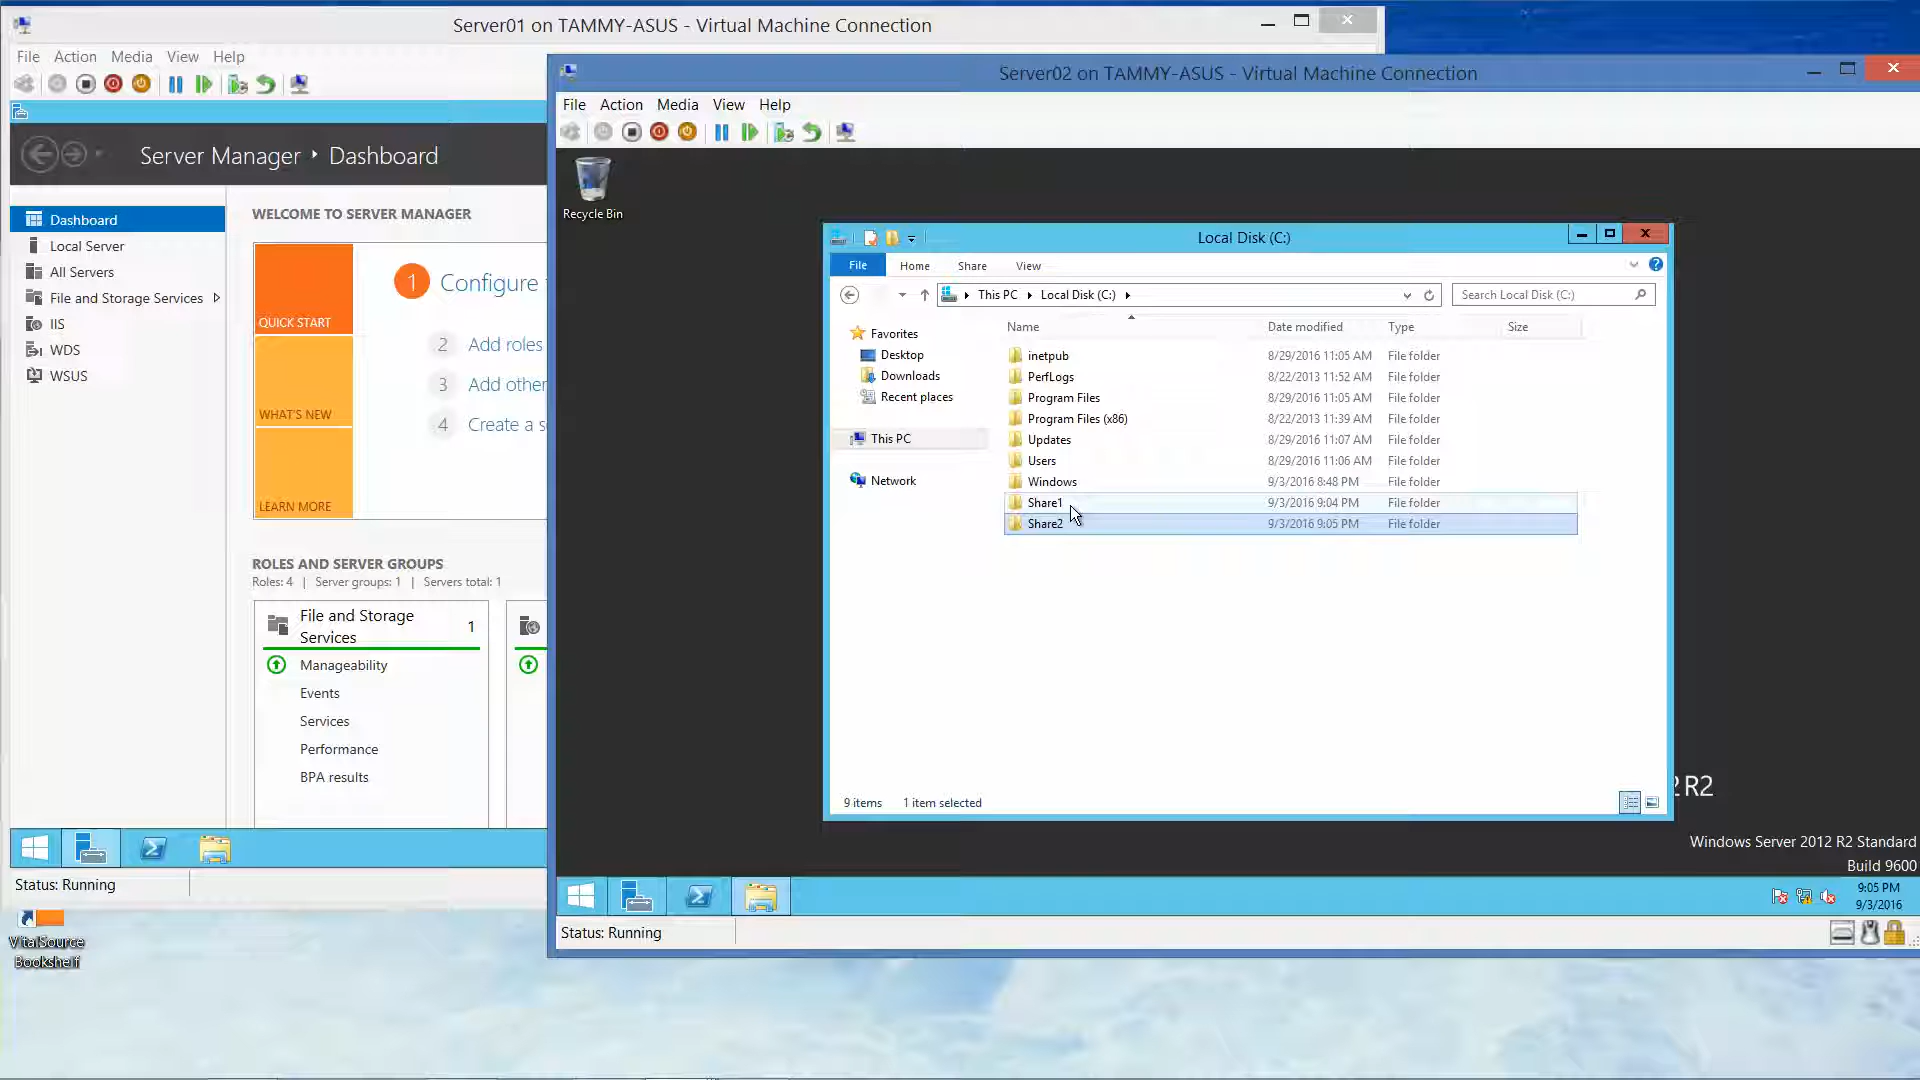 Server01 on TAMMY-ASUS - Virtual Machine Connection
File Action Media View Help
Server Manager • Dashboard
Dashboard
Local Server
All Servers
File and Storage Services
IIS
WDS
WSUS
WELCOME TO SERVER MANAGER
QUICK START
WHAT'S NEW
LEARN MORE
1 Configure
2 Add roles
3 Add other
4 Create a s
ROLES AND SERVER GROUPS
Roles: 4 | Server groups: 1 | Servers total: 1
File and Storage
Services
1
Manageability
Events
Services
Performance
BPA results
Status: Running
VitalSource
Bookshelf
Server02 on TAMMY-ASUS - Virtual Machine Connection
File Action Media View Help
Recycle Bin
Local Disk (C:)
File Home Share View
This PC Local Disk (C:)
Search Local Disk (C:)
Favorites
Desktop
Downloads
Recent places
This PC
Network
Name Date modified Type Size
inetpub 8/29/2016 11:05 AM File folder
PerfLogs 8/22/2013 11:52 AM File folder
Program Files 8/29/2016 11:05 AM File folder
Program Files (x86) 8/22/2013 11:39 AM File folder
Updates 8/29/2016 11:07 AM File folder
Users 8/29/2016 11:06 AM File folder
Windows 9/3/2016 8:48 PM File folder
Share1 9/3/2016 9:04 PM File folder
Share2 9/3/2016 9:05 PM File folder
9 items 1 item selected
2 R2
Windows Server 2012 R2 Standard
Build 9600
9:05 PM
9/3/2016
Status: Running